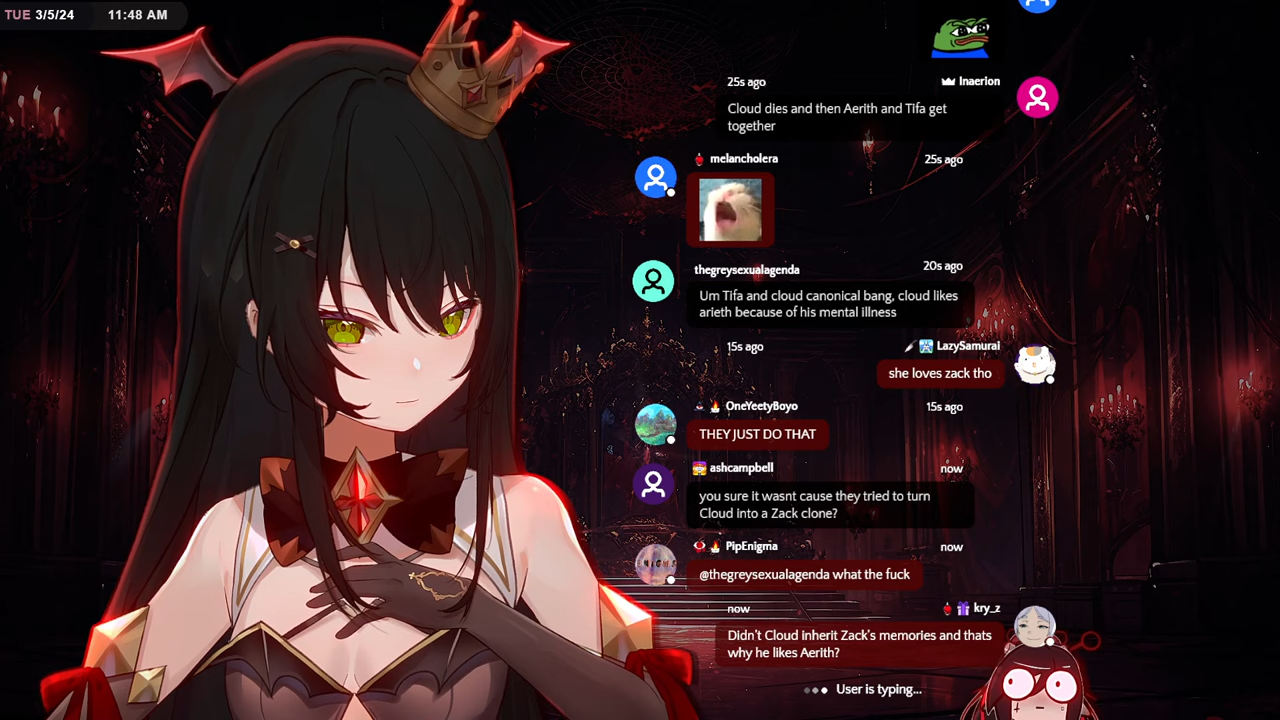 TUE 3/5/24 11:48 AM
25s ago Inaerion
Cloud dies and then Aerith and Tifa get
together
melancholera 25s ago
thegreysexualagenda 20s ago
Um Tifa and cloud canonical bang, cloud likes
arieth because of his mental illness
15s ago LazySamurai
she loves zack tho
OneYeetyBoyo 15s ago
THEY JUST DO THAT
ashcampbell now
you sure it wasnt cause they tried to turn
Cloud into a Zack clone?
PipEnigma now
@thegreysexualagenda what the fuck
now kry_z
Didn't Cloud inherit Zack's memories and thats
why he likes Aerith?
User is typing...